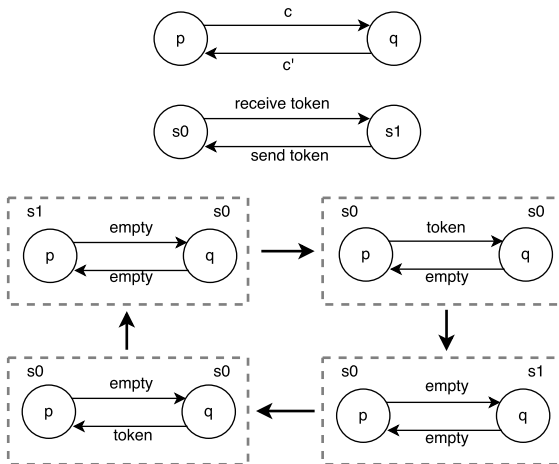 c
p q
c'
receive token
s0 s1
send token
s1 s0
empty
p q
empty
s0 s0
token
p q
empty
s0 s0
empty
p q
token
s0 s1
empty
p q
empty